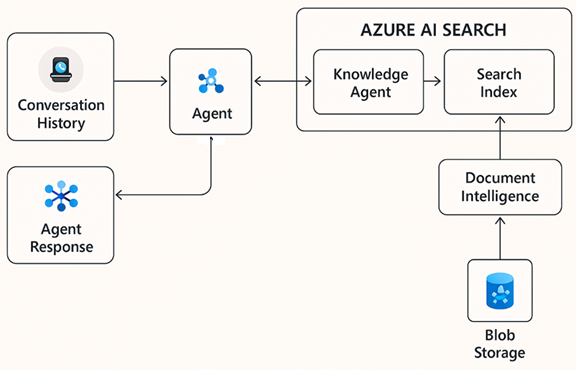 AZURE AI SEARCH
Conversation
History
Agent
Knowledge
Agent
Search
Index
Agent
Response
Document
Intelligence
Blob
Storage